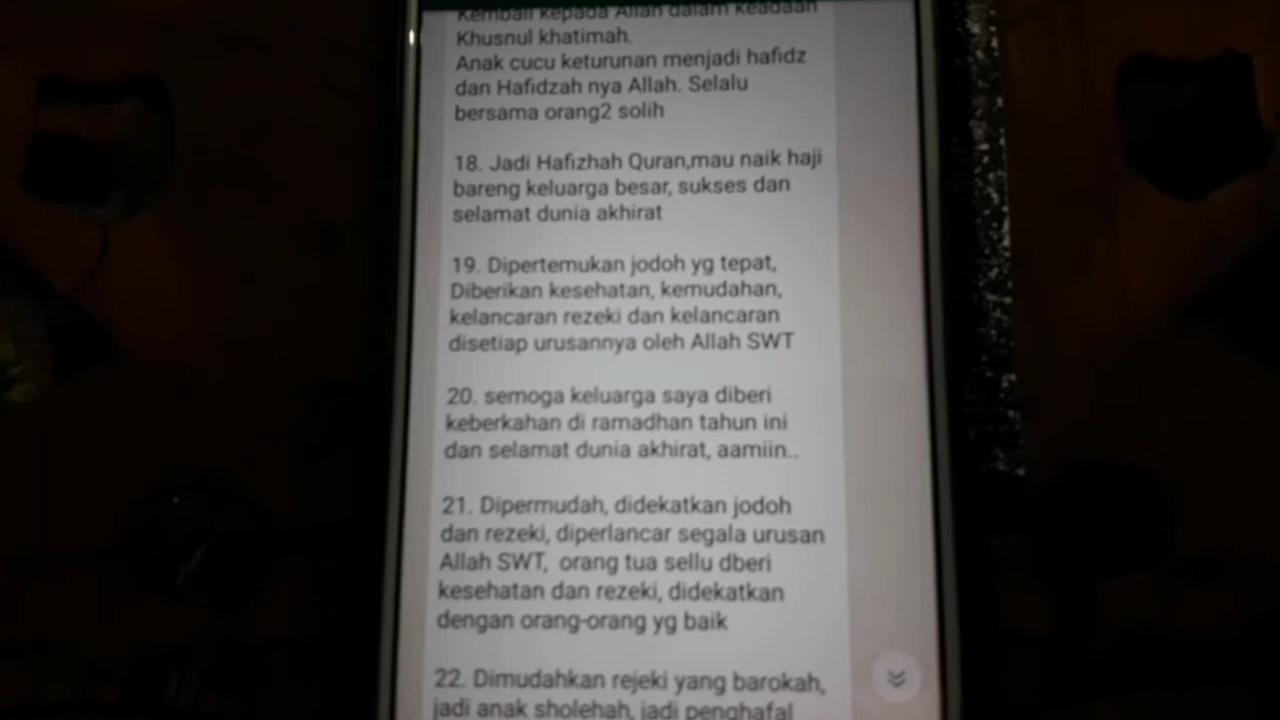 Kembali kepada Allah dalam keadaan
Khusnul khatimah.
Anak cucu keturunan menjadi hafidz
dan Hafidzah nya Allah. Selalu
bersama orang2 solih
18. Jadi Hafizhah Quran,mau naik haji
bareng keluarga besar, sukses dan
selamat dunia akhirat
19. Dipertemukan jodoh yg tepat,
Diberikan kesehatan, kemudahan,
kelancaran rezeki dan kelancaran
disetiap urusannya oleh Allah SWT
20. semoga keluarga saya diberi
keberkahan di ramadhan tahun ini
dan selamat dunia akhirat, aamiin..
21. Dipermudah, didekatkan jodoh
dan rezeki, diperlancar segala urusan
Allah SWT,  orang tua sellu dberi
kesehatan dan rezeki, didekatkan
dengan orang-orang yg baik
22. Dimudahkan rejeki yang barokah,
jadi anak sholehah, jadi penghafal